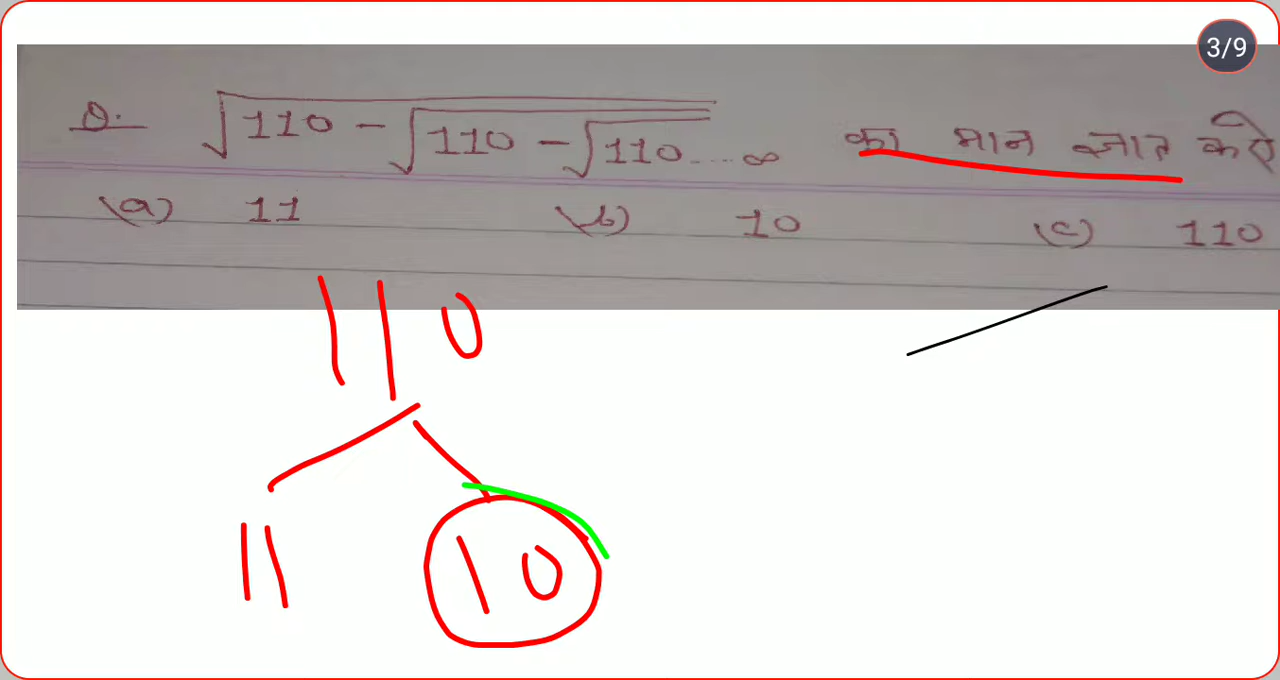 3/9
Q. √110 - √110 - √110....∞ का मान ज्ञात करो
(a) 11 (b) 10 (c) 110
110
11 10